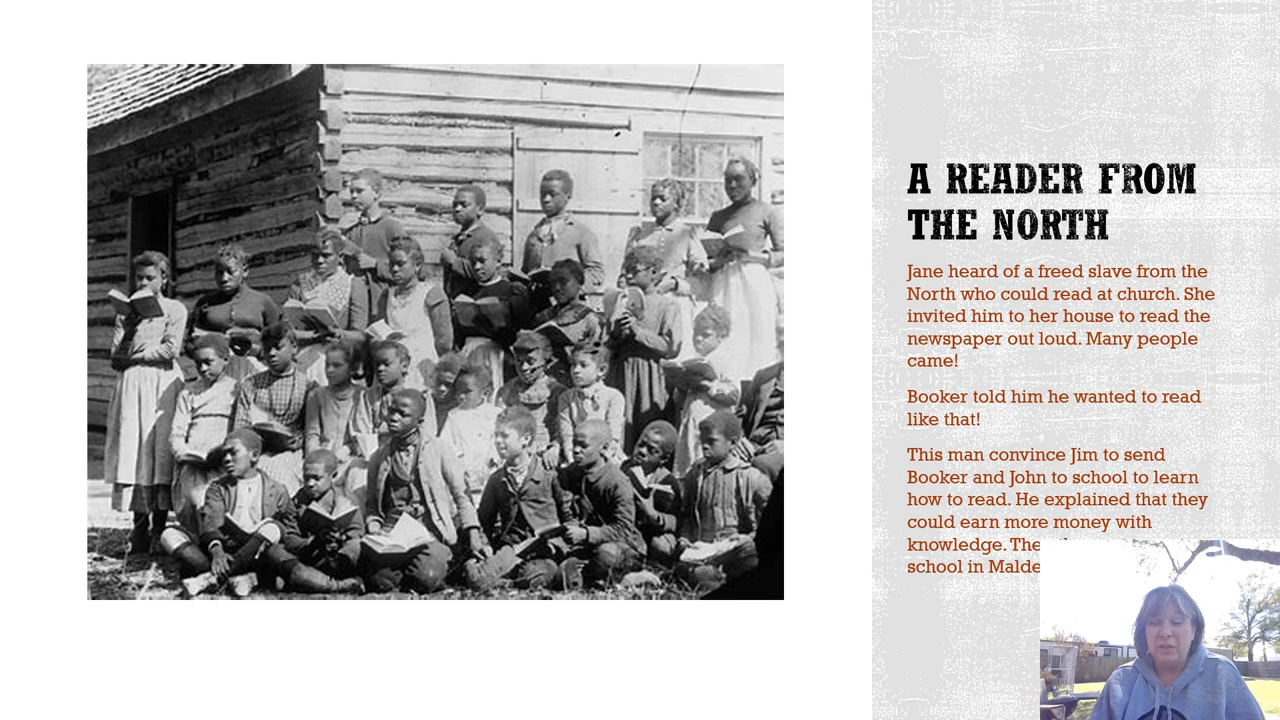 A READER FROM
THE NORTH
Jane heard of a freed slave from the
North who could read at church. She
invited him to her house to read the
newspaper out loud. Many people
came!
Booker told him he wanted to read
like that!
This man convince Jim to send
Booker and John to school to learn
how to read. He explained that they
could earn more money with
knowledge. The
school in Malde